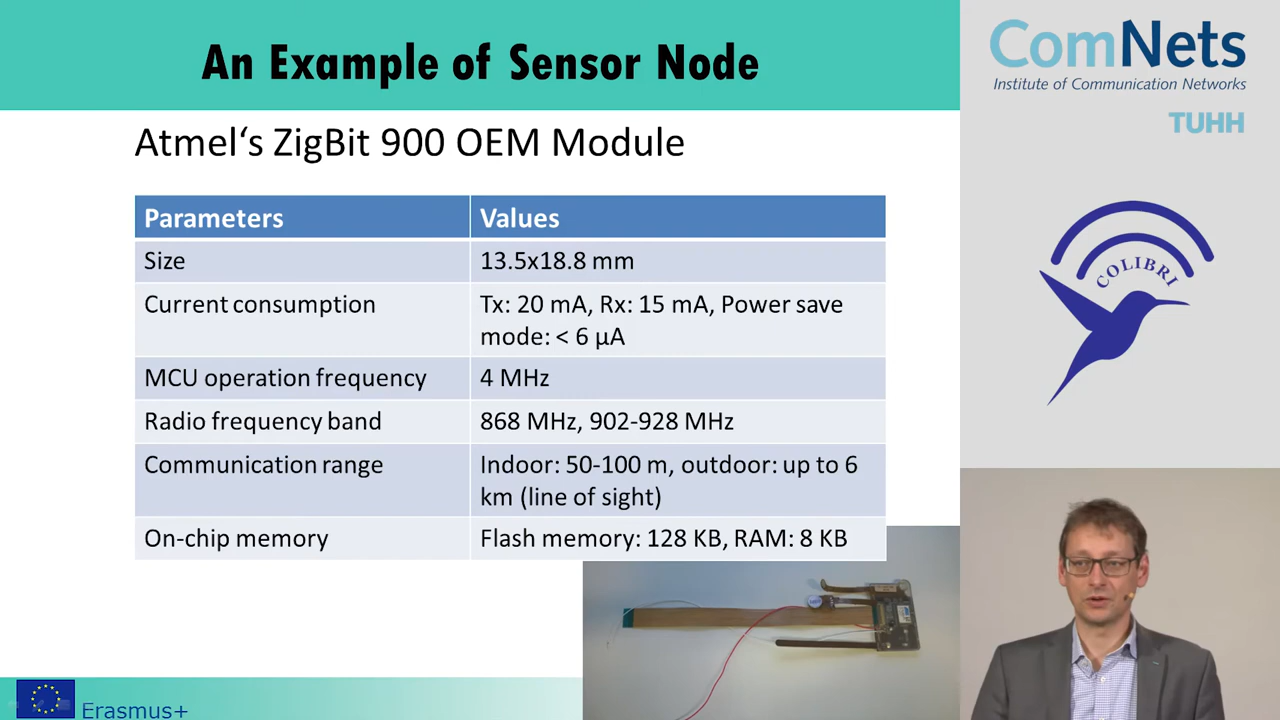 An Example of Sensor Node
Atmel‘s ZigBit 900 OEM Module
Parameters Values
Size 13.5x18.8 mm
Current consumption Tx: 20 mA, Rx: 15 mA, Power save
mode: < 6 µA
MCU operation frequency 4 MHz
Radio frequency band 868 MHz, 902-928 MHz
Communication range Indoor: 50-100 m, outdoor: up to 6
km (line of sight)
On-chip memory Flash memory: 128 KB, RAM: 8 KB
Erasmus+
ComNets
Institute of Communication Networks
TUHH
COLIBRI